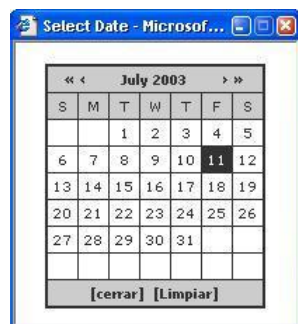 Select Date - Microsof...
« ‹ July 2003 › »
S M T W T F S
1 2 3 4 5
6 7 8 9 10 11 12
13 14 15 16 17 18 19
20 21 22 23 24 25 26
27 28 29 30 31
[cerrar] [Limpiar]